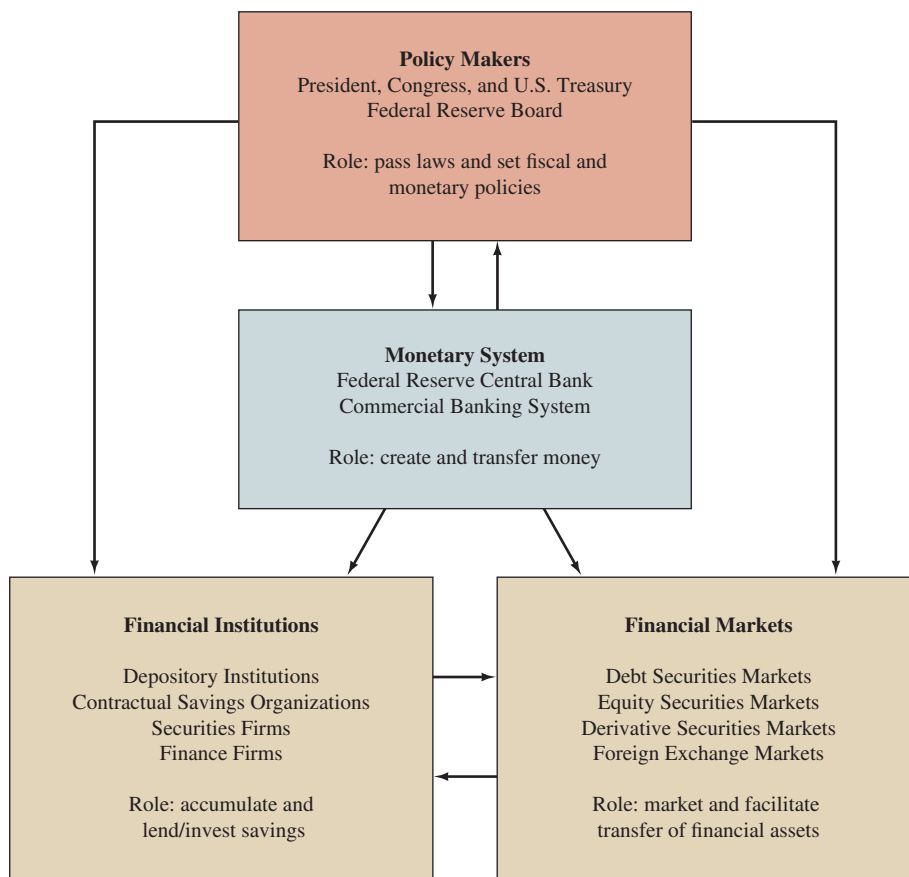 Policy Makers
President, Congress, and U.S. Treasury
Federal Reserve Board
Role: pass laws and set fiscal and
monetary policies
Monetary System
Federal Reserve Central Bank
Commercial Banking System
Role: create and transfer money
Financial Institutions
Depository Institutions
Contractual Savings Organizations
Securities Firms
Finance Firms
Role: accumulate and
lend/invest savings
Financial Markets
Debt Securities Markets
Equity Securities Markets
Derivative Securities Markets
Foreign Exchange Markets
Role: market and facilitate
transfer of financial assets